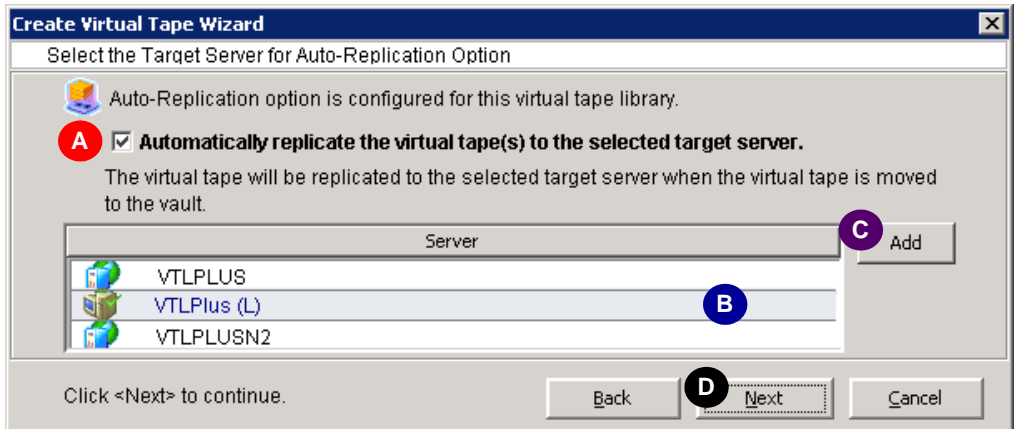 Create Virtual Tape Wizard
Select the Target Server for Auto-Replication Option
Auto-Replication option is configured for this virtual tape library.
A Automatically replicate the virtual tape(s) to the selected target server.
The virtual tape will be replicated to the selected target server when the virtual tape is moved
to the vault.
Server C Add
VTLPLUS
VTLPlus (L) B
VTLPLUSN2
Click <Next> to continue. Back D Next Cancel